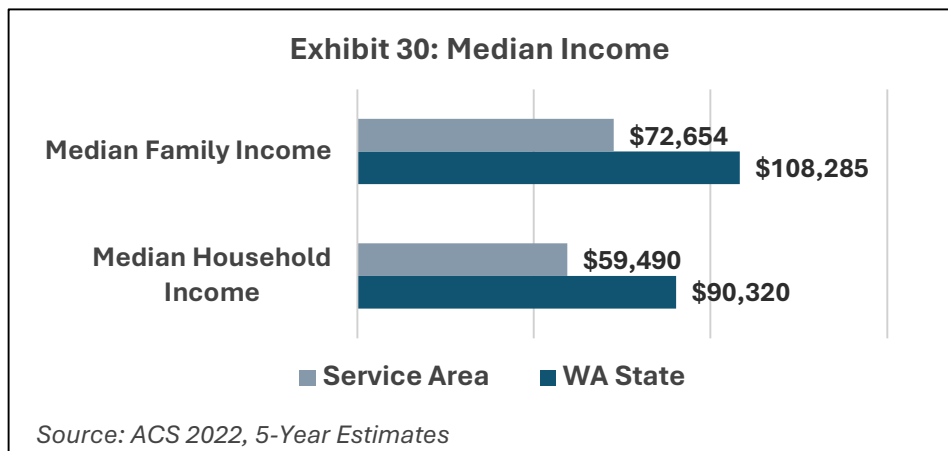 Exhibit 30: Median Income
Median Family Income
$72,654
$108,285
Median Household
Income
$59,490
$90,320
Service Area WA State
Source: ACS 2022, 5-Year Estimates